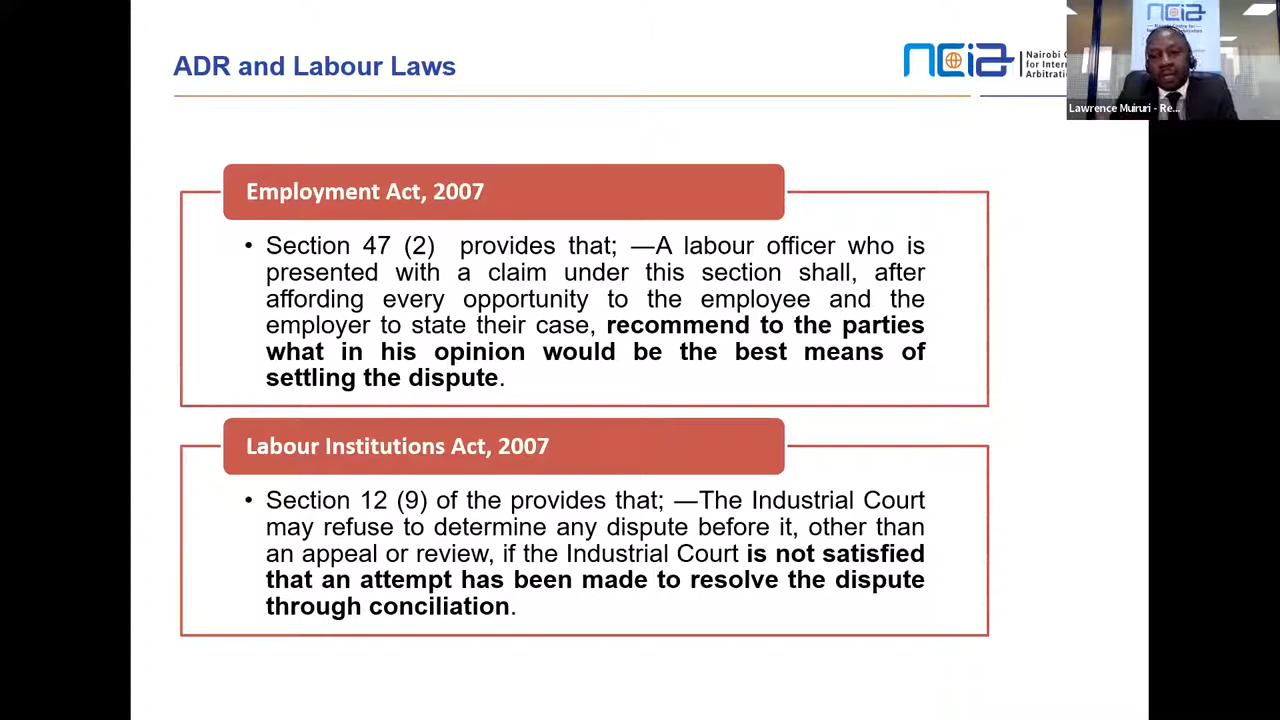 ADR and Labour Laws
ncia
Nairobi
for Inter
Arbitrat
Lawrence Muiruri - Re...
Employment Act, 2007
• Section 47 (2) provides that; —A labour officer who is
presented with a claim under this section shall, after
affording every opportunity to the employee and the
employer to state their case, recommend to the parties
what in his opinion would be the best means of
settling the dispute.
Labour Institutions Act, 2007
• Section 12 (9) of the provides that; —The Industrial Court
may refuse to determine any dispute before it, other than
an appeal or review, if the Industrial Court is not satisfied
that an attempt has been made to resolve the dispute
through conciliation.